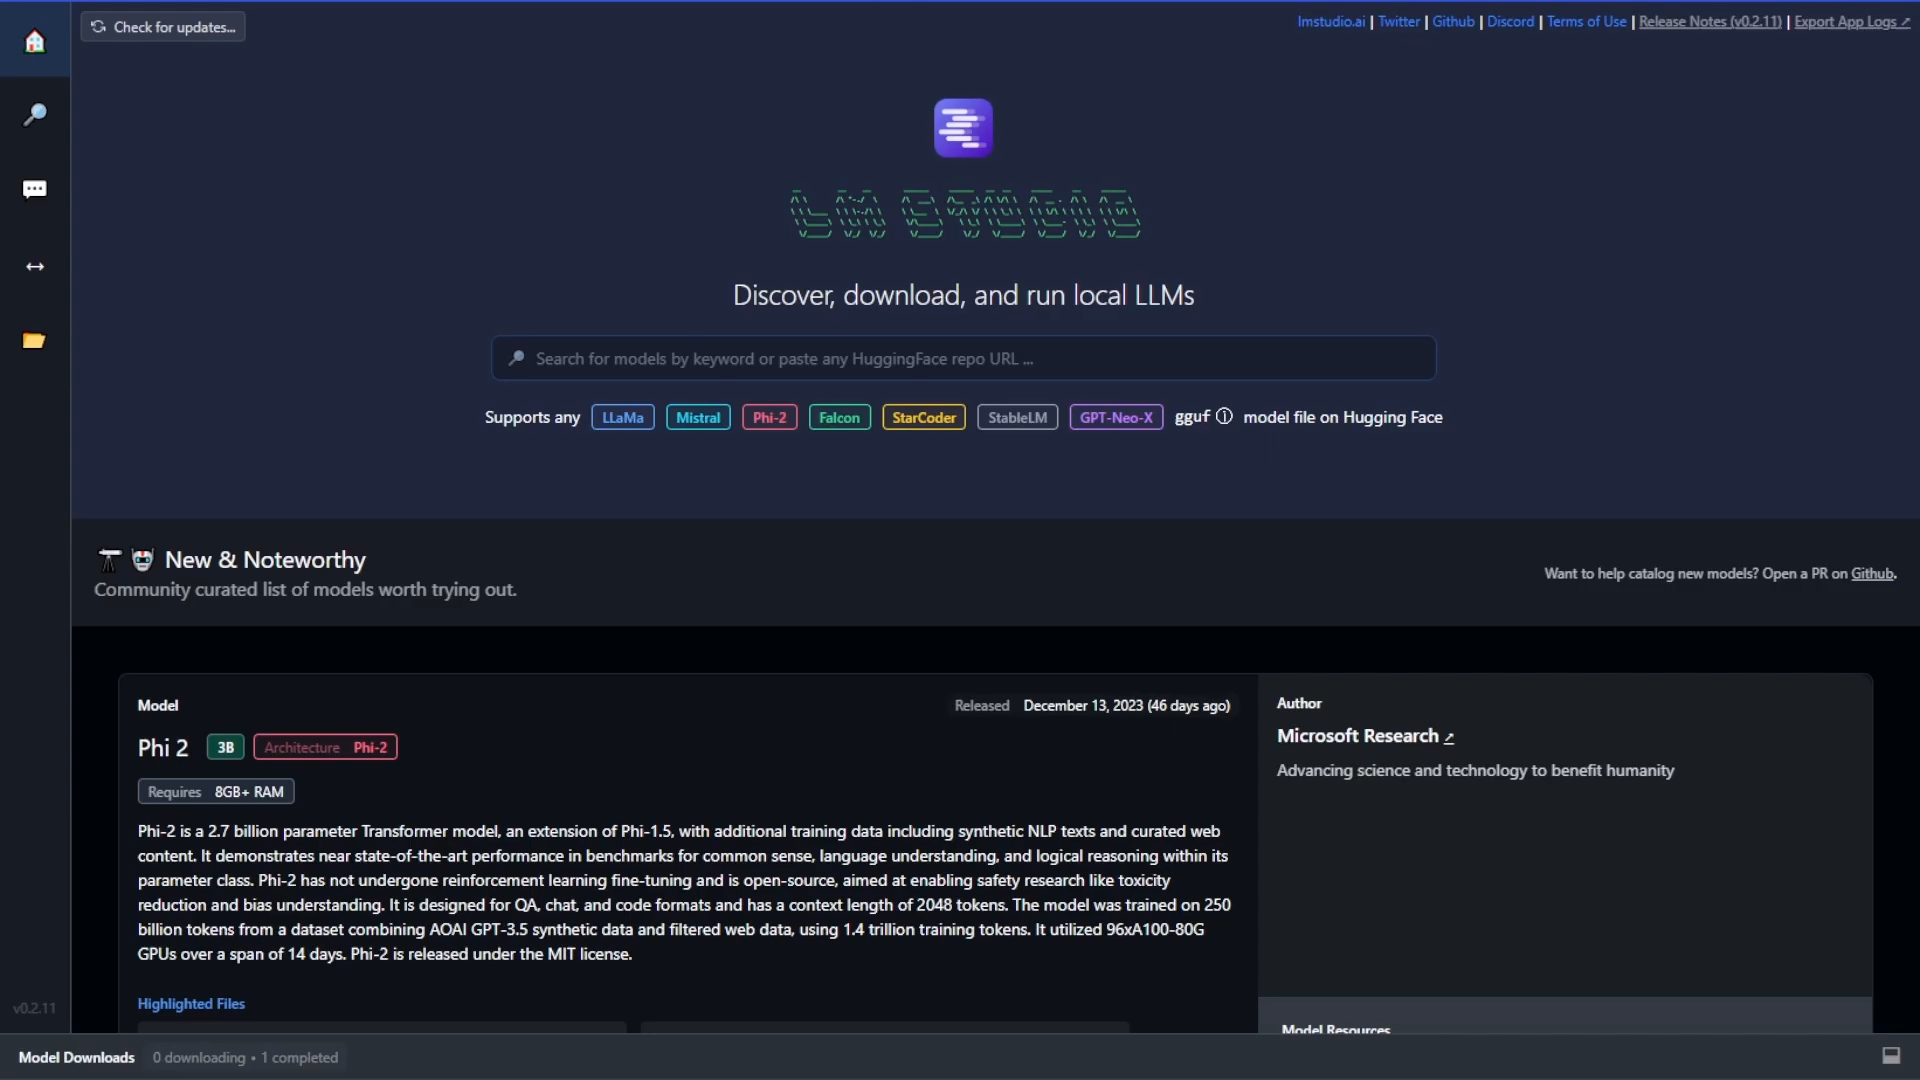 Check for updates...
lmstudio.ai | Twitter | Github | Discord | Terms of Use | Release Notes (v0.2.11) | Export App Logs ↗
LM STUDIO
Discover, download, and run local LLMs
Search for models by keyword or paste any HuggingFace repo URL ...
Supports any LLaMa Mistral Phi-2 Falcon StarCoder StableLM GPT-Neo-X gguf ⓘ model file on Hugging Face
New & Noteworthy
Community curated list of models worth trying out.
Want to help catalog new models? Open a PR on Github.
Model
Released December 13, 2023 (46 days ago)
Phi 2 3B Architecture Phi-2
Requires 8GB+ RAM
Phi-2 is a 2.7 billion parameter Transformer model, an extension of Phi-1.5, with additional training data including synthetic NLP texts and curated web
content. It demonstrates near state-of-the-art performance in benchmarks for common sense, language understanding, and logical reasoning within its
parameter class. Phi-2 has not undergone reinforcement learning fine-tuning and is open-source, aimed at enabling safety research like toxicity
reduction and bias understanding. It is designed for QA, chat, and code formats and has a context length of 2048 tokens. The model was trained on 250
billion tokens from a dataset combining AOAI GPT-3.5 synthetic data and filtered web data, using 1.4 trillion training tokens. It utilized 96xA100-80G
GPUs over a span of 14 days. Phi-2 is released under the MIT license.
Highlighted Files
Author
Microsoft Research ↗
Advancing science and technology to benefit humanity
Model Resources
v0.2.11
Model Downloads 0 downloading • 1 completed